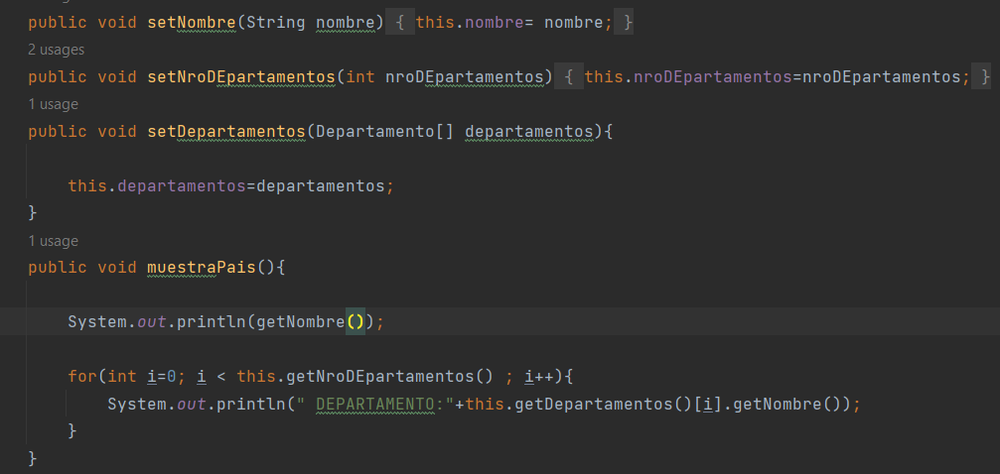 public void setNombre(String nombre) { this.nombre= nombre; }
2 usages
public void setNroDEpartamentos(int nroDEpartamentos) { this.nroDEpartamentos=nroDEpartamentos; }
1 usage
public void setDepartamentos(Departamento[] departamentos){
this.departamentos=departamentos;
}
1 usage
public void muestraPais(){
System.out.println(getNombre());
for(int i=0; i < this.getNroDEpartamentos() ; i++){
System.out.println(" DEPARTAMENTO:"+this.getDepartamentos()[i].getNombre());
}
}